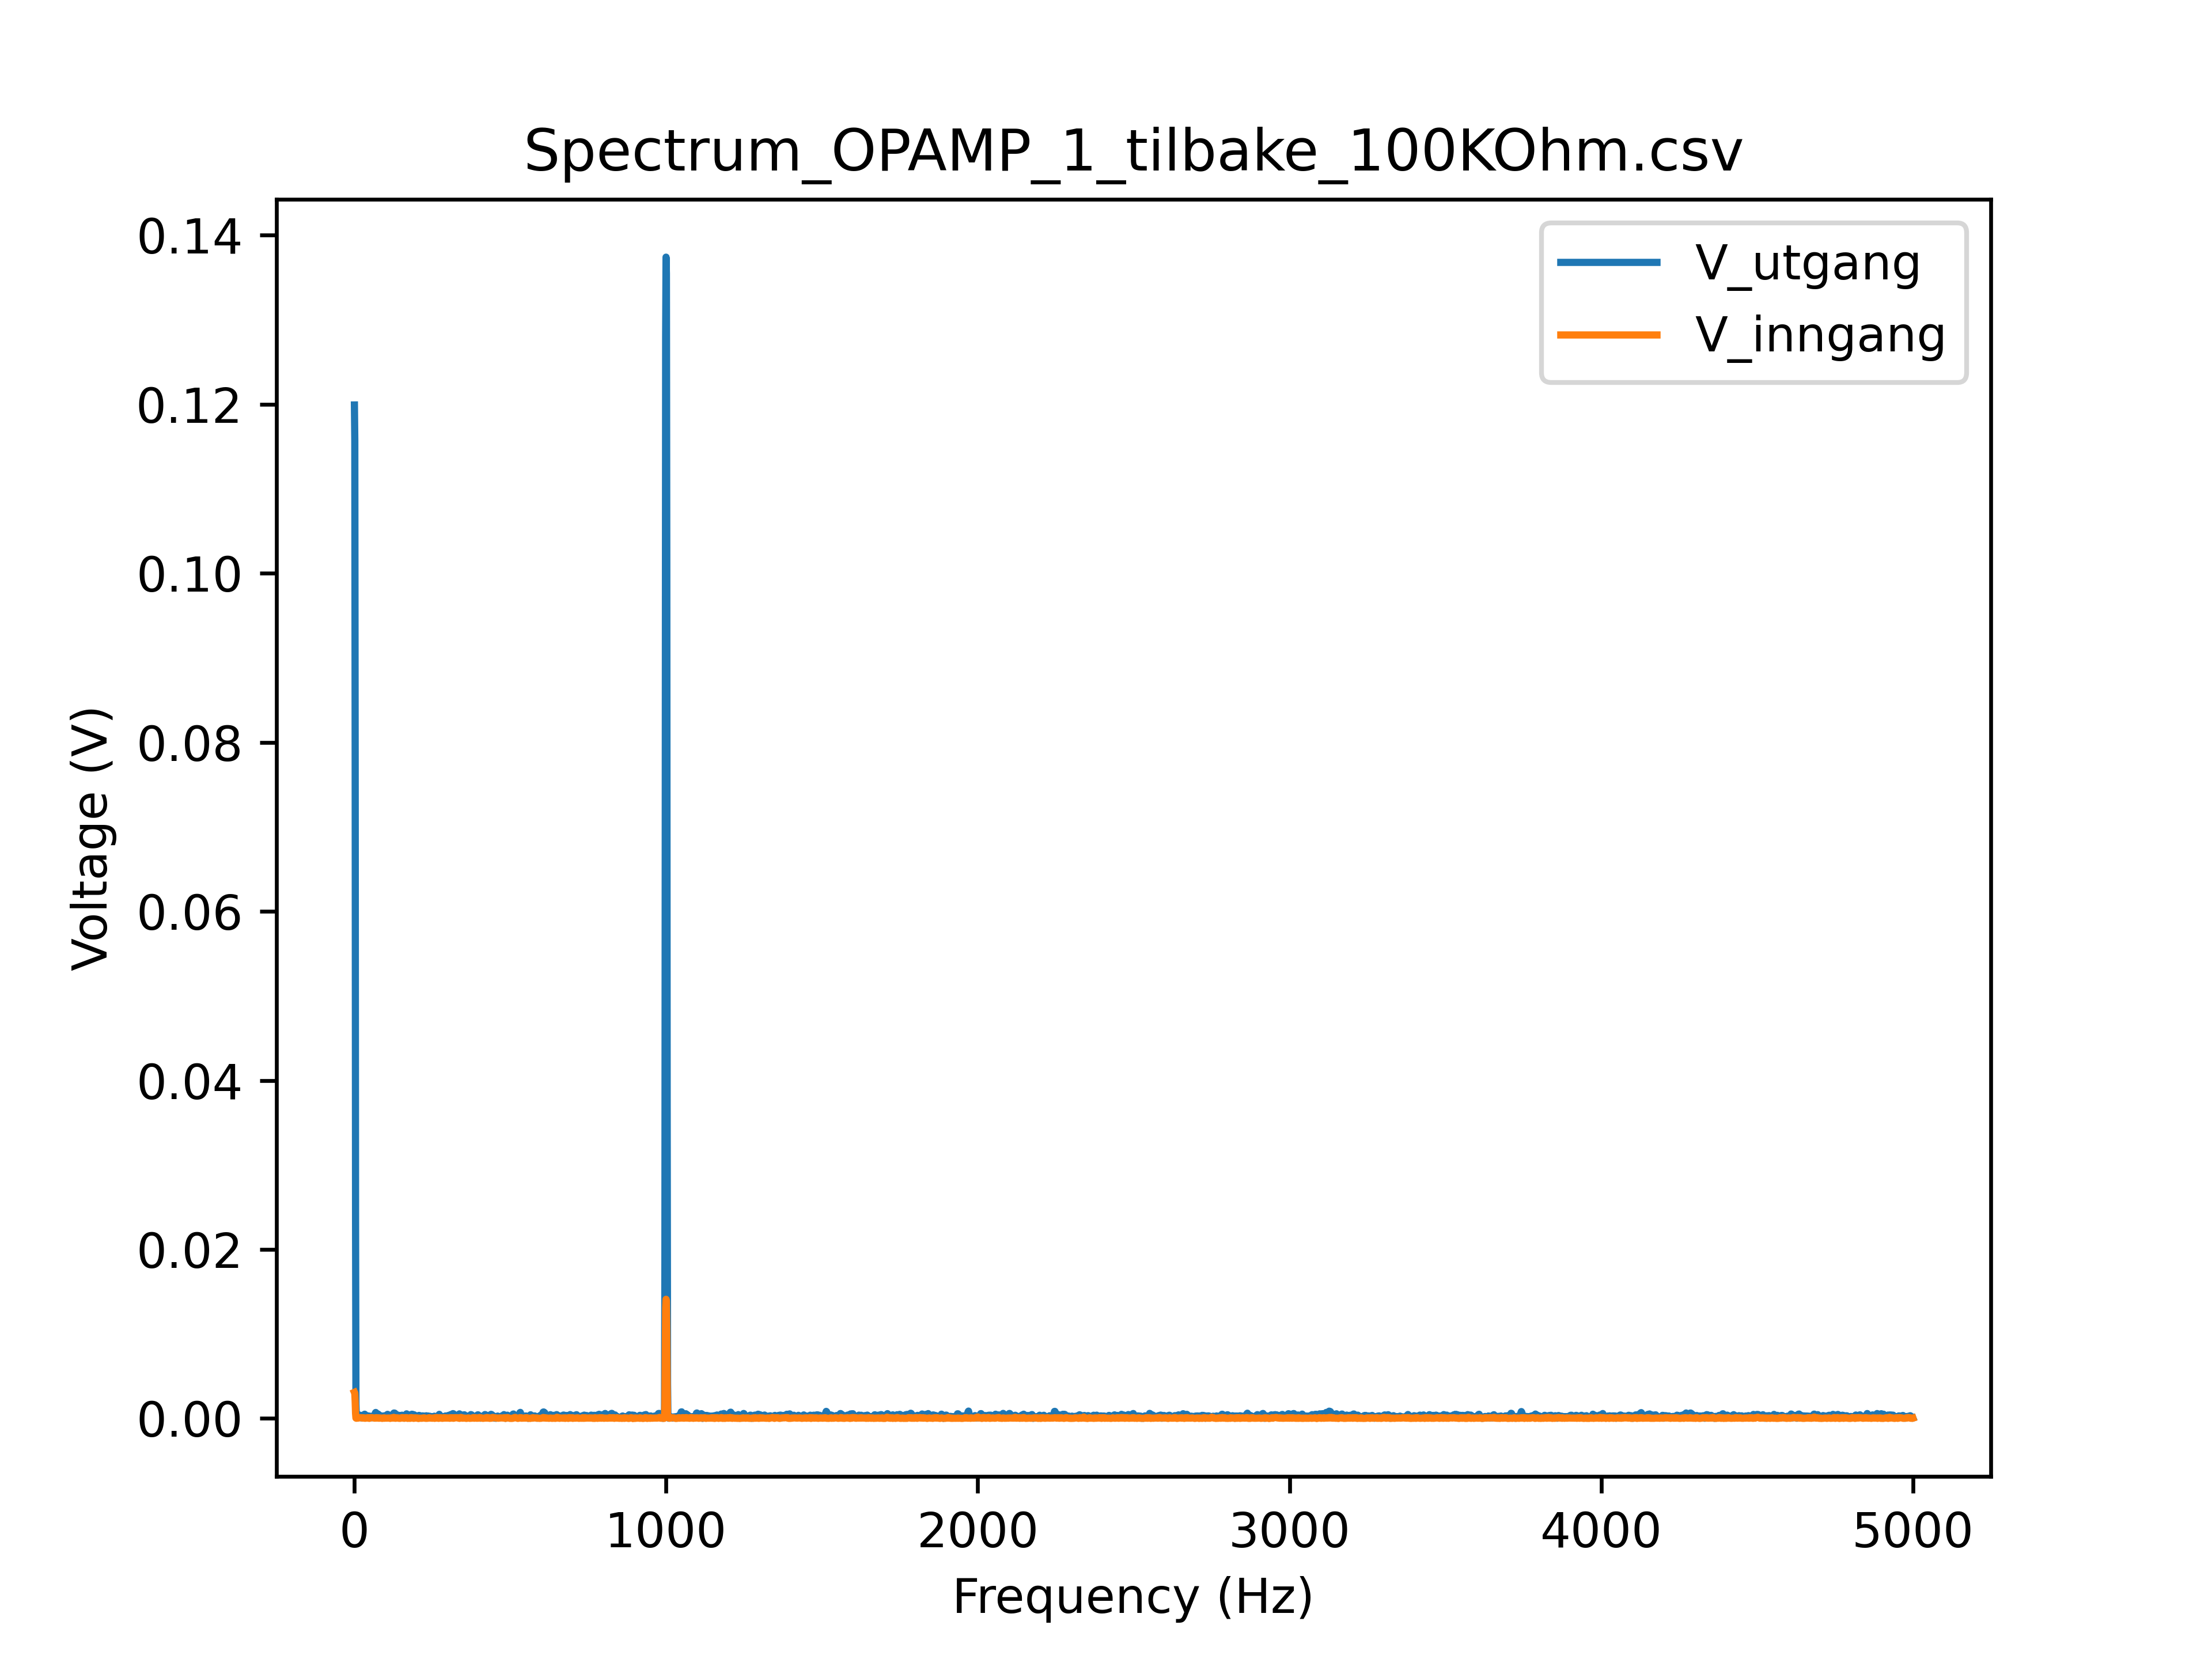 Spectrum_OPAMP_1_tilbake_100KOhm.csv
V_utgang
V_inngang
0.14
0.12
0.10
0.08
0.06
0.04
0.02
0.00
Voltage (V)
0 1000 2000 3000 4000 5000
Frequency (Hz)